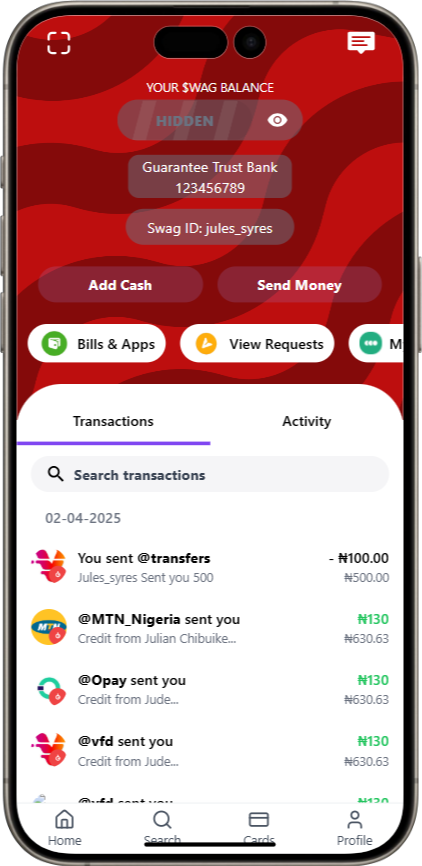 YOUR $WAG BALANCE
HIDDEN
Guarantee Trust Bank
123456789
Swag ID: jules_syres
Add Cash
Send Money
Bills & Apps
View Requests
Transactions
Activity
Search transactions
02-04-2025
You sent @transfers
- ₦100.00
Jules_syres Sent you 500
₦500.00
@MTN_Nigeria sent you
₦130
MTN
Credit from Julian Chibuike...
₦630.63
@Opay sent you
₦130
Credit from Jude...
₦630.63
@vfd sent you
₦130
Credit from Jude...
₦630.63
@vfd sent you
₦130
Home
Search
Cards
Profile